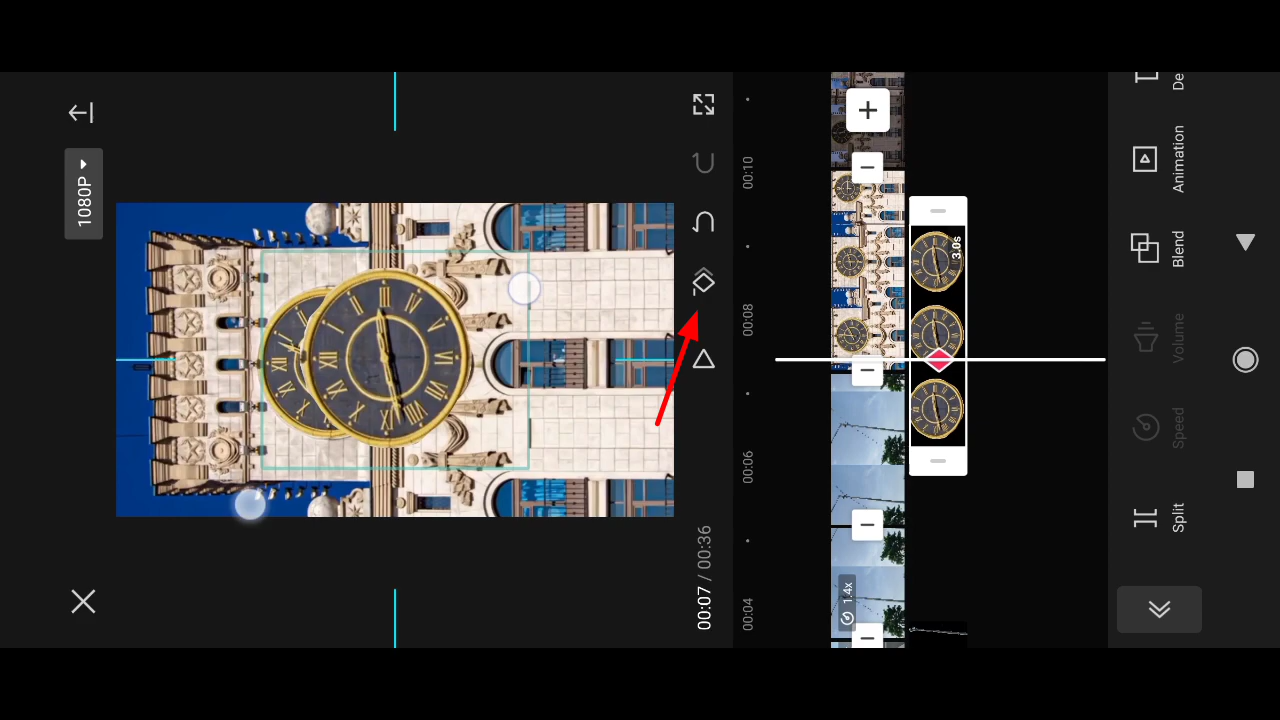 1080P
00:07 / 00:36
00:04 00:06 00:08 00:10
1.4x
3.0s
Split Speed Volume Blend Animation De